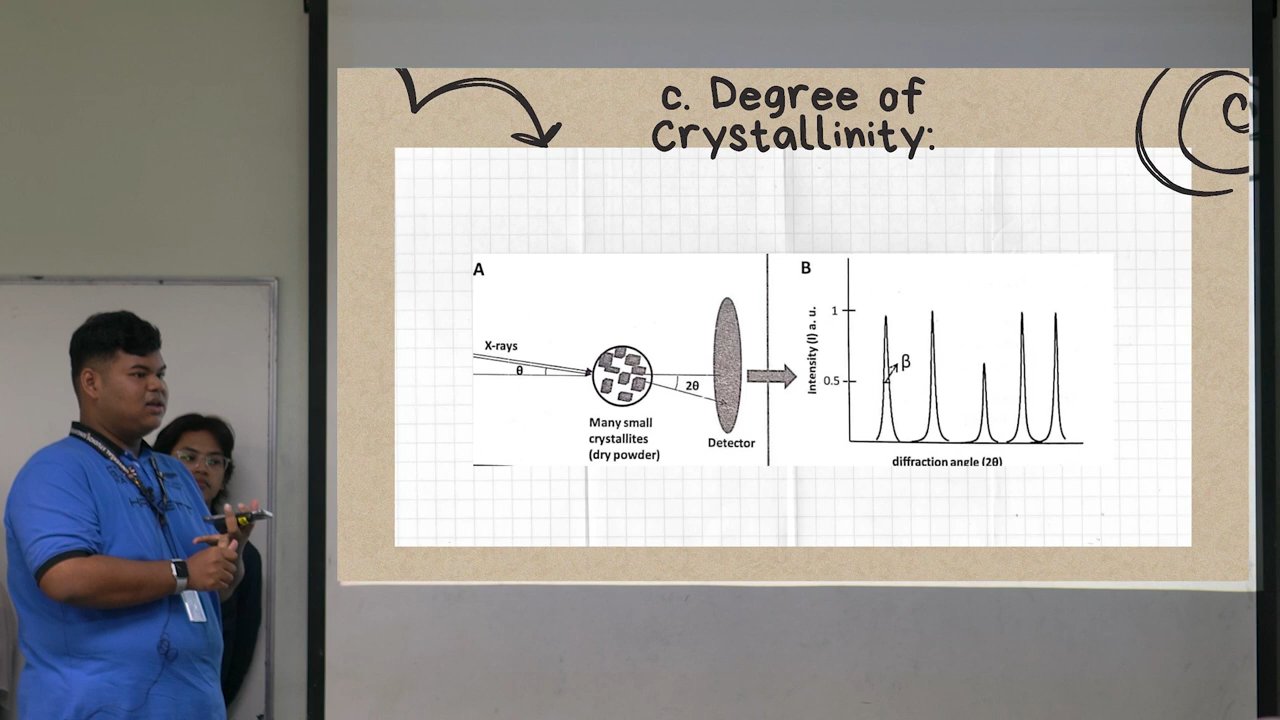 c. Degree of
Crystallinity:
A
X-rays
θ
2θ
Many small
crystallites
(dry powder)
Detector
B
Intensity (I) a. u.
1
0.5
β
diffraction angle (2θ)